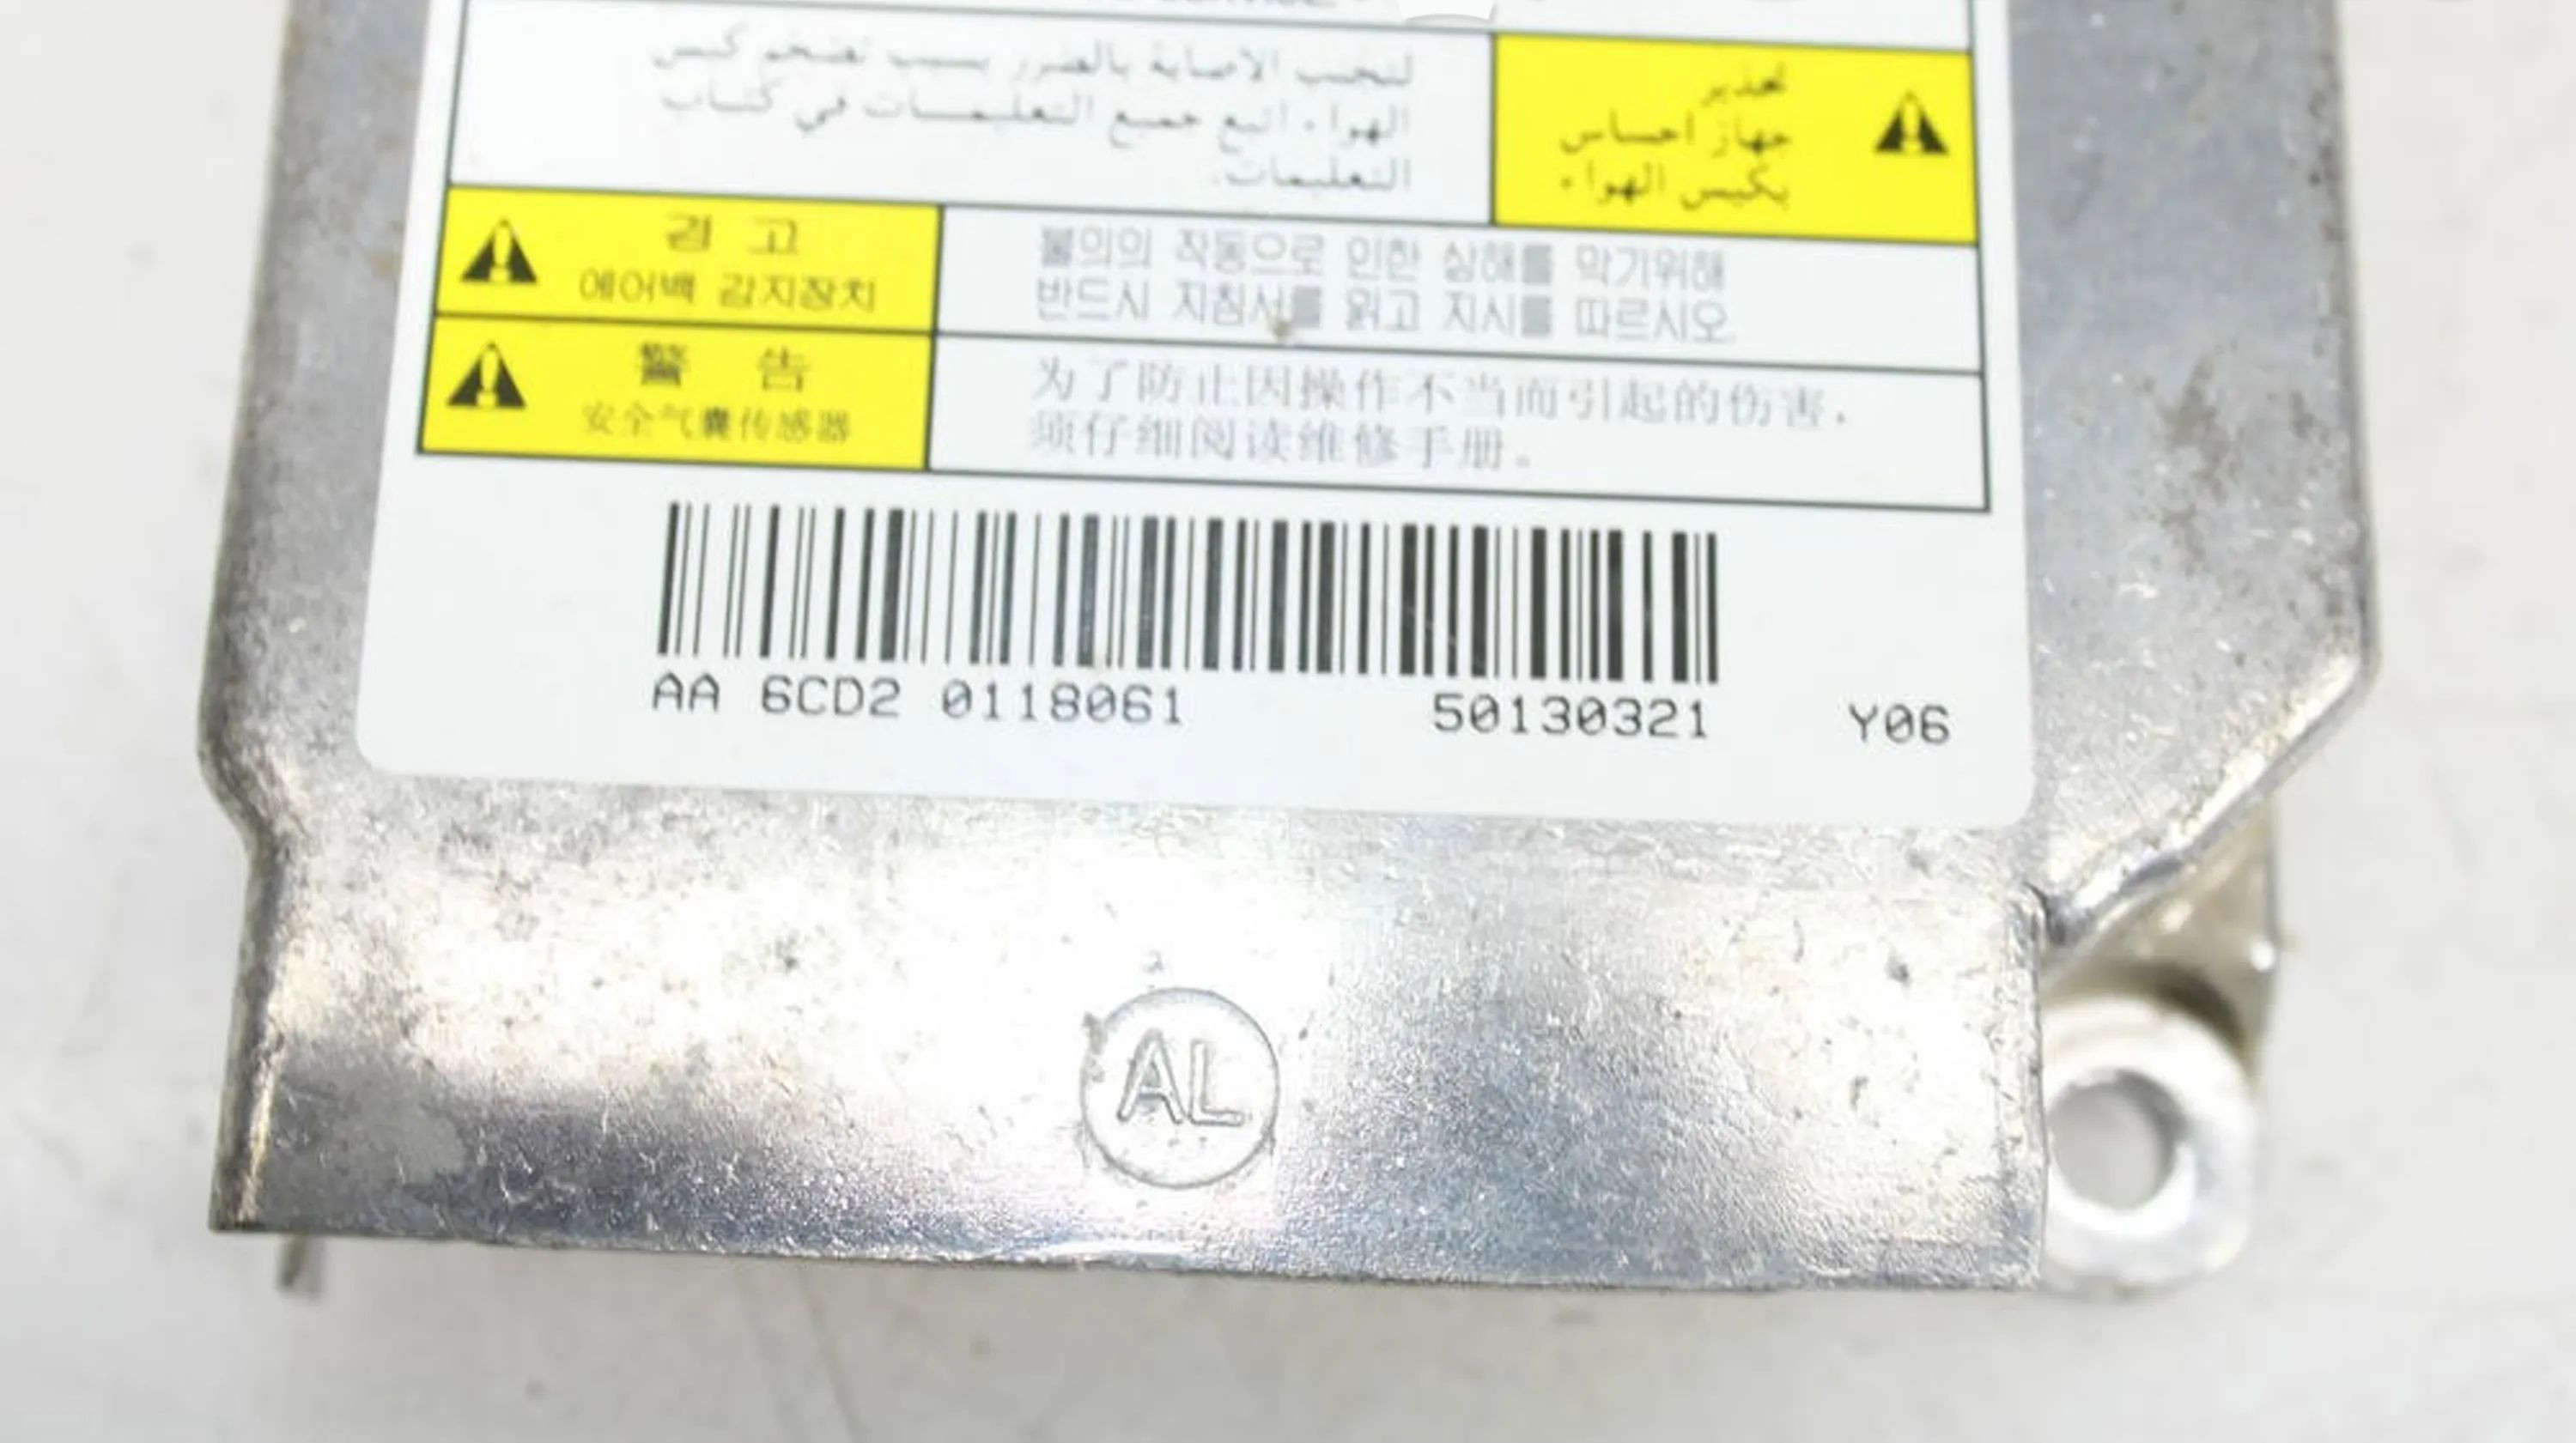 لتجنب الاصابة بالضرر بسبب تضخم كيس
الهواء اتبع جميع التعليمات في كتاب
التعليمات.
تحذير
جهاز احساس
بكيس الهواء
경 고
에어백 감지장치
불의의 작동으로 인한 상해를 막기위해
반드시 지침서를 읽고 지시를 따르시오.
警 告
安全气囊传感器
为了防止因操作不当而引起的伤害,
须仔细阅读维修手册。
AA 6CD2 0118061 50130321 Y06
AL